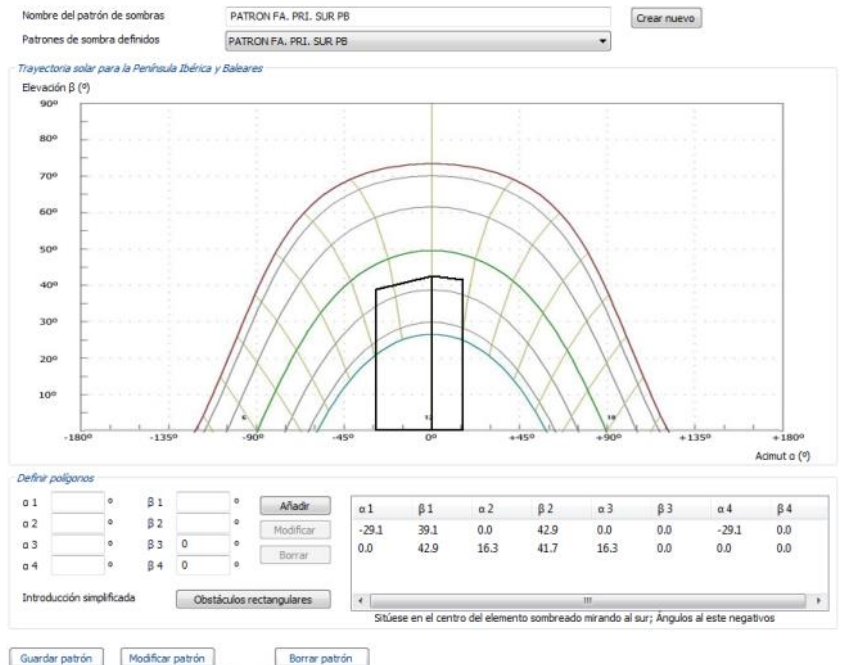 Nombre del patrón de sombras
PATRON FA. PRI. SUR PB
Crear nuevo
Patrones de sombra definidos
PATRON FA. PRI. SUR PB
Trayectoria solar para la Península Ibérica y Baleares
Elevación β (º)
90º
80º
70º
60º
50º
40º
30º
20º
10º
6 12 18
-180º -135º -90º -45º 0º +45º +90º +135º +180º
Acimut α (º)
Definir polígonos
α 1 º β 1 º Añadir
α 2 º β 2 º Modificar
α 3 º β 3 0 º Borrar
α 4 º β 4 0 º
α 1 β 1 α 2 β 2 α 3 β 3 α 4 β 4
-29.1 39.1 0.0 42.9 0.0 0.0 -29.1 0.0
0.0 42.9 16.3 41.7 16.3 0.0 0.0 0.0
Introducción simplificada Obstáculos rectangulares
Sitúese en el centro del elemento sombreado mirando al sur; Ángulos al este negativos
Guardar patrón Modificar patrón Borrar patrón